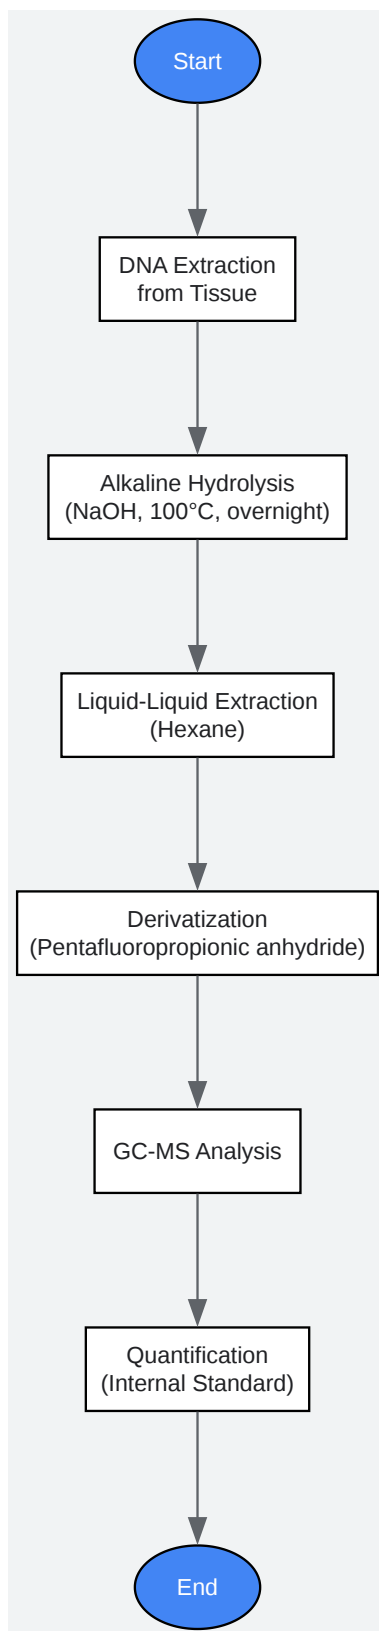 Start
DNA Extraction
from Tissue
Alkaline Hydrolysis
(NaOH, 100°C, overnight)
Liquid-Liquid Extraction
(Hexane)
Derivatization
(Pentafluoropropionic anhydride)
GC-MS Analysis
Quantification
(Internal Standard)
End